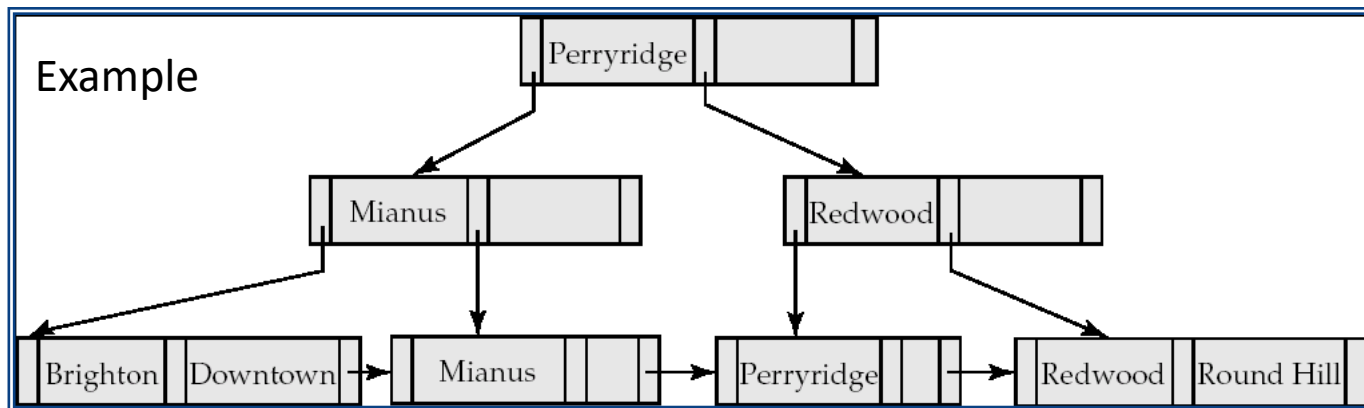 Example
Perryridge
Mianus
Redwood
Brighton Downtown
Mianus
Perryridge
Redwood Round Hill